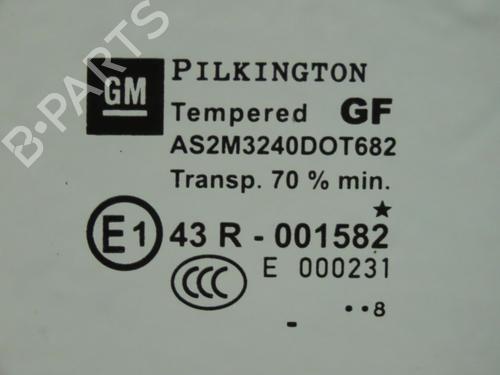 B-PARTS
GM PILKINGTON
Tempered GF
AS2M3240DOT682
Transp. 70 % min.
E1 43 R - 001582 ★
CCC E 000231
- ••8